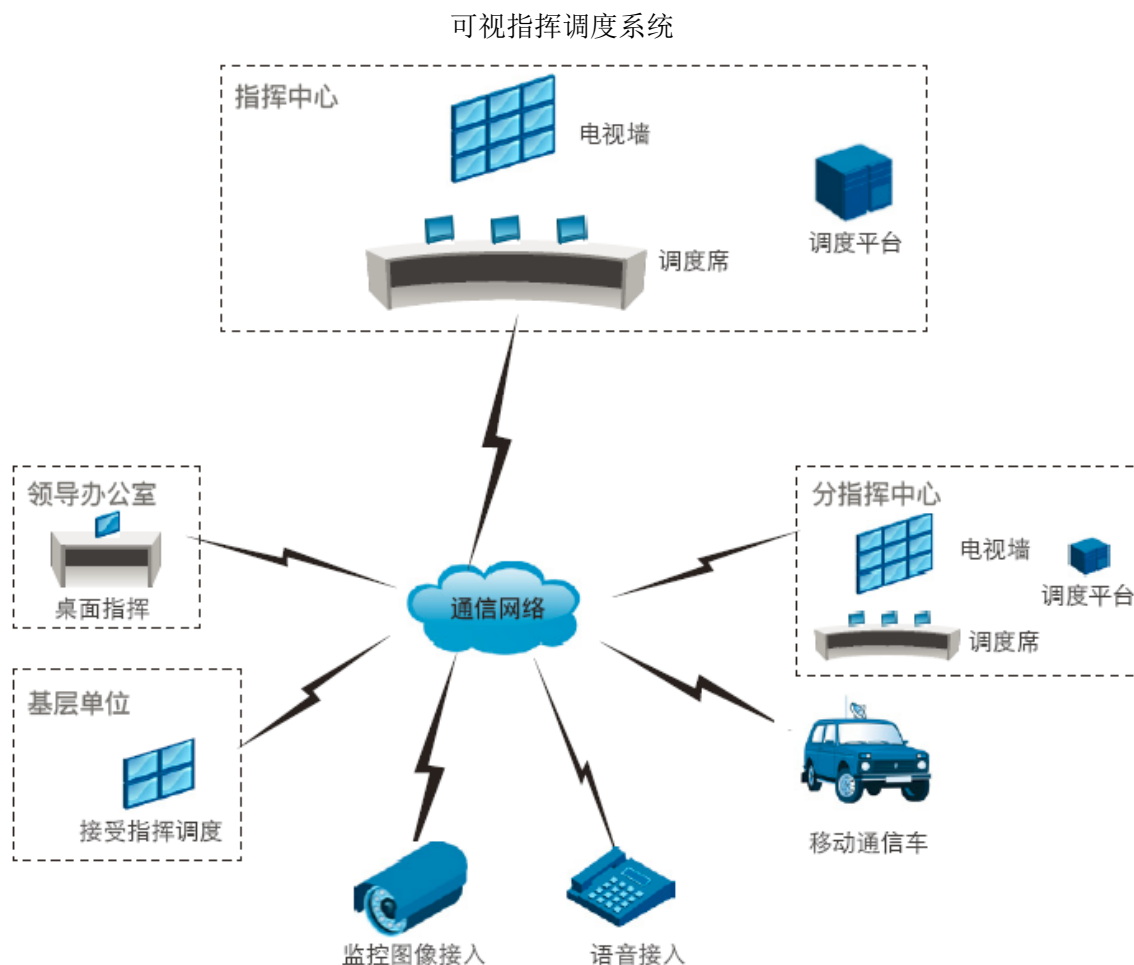 可视指挥调度系统
指挥中心
电视墙
调度平台
调度席
领导办公室
桌面指挥
分指挥中心
电视墙
调度平台
调度席
通信网络
基层单位
接受指挥调度
移动通信车
监控图像接入
语音接入